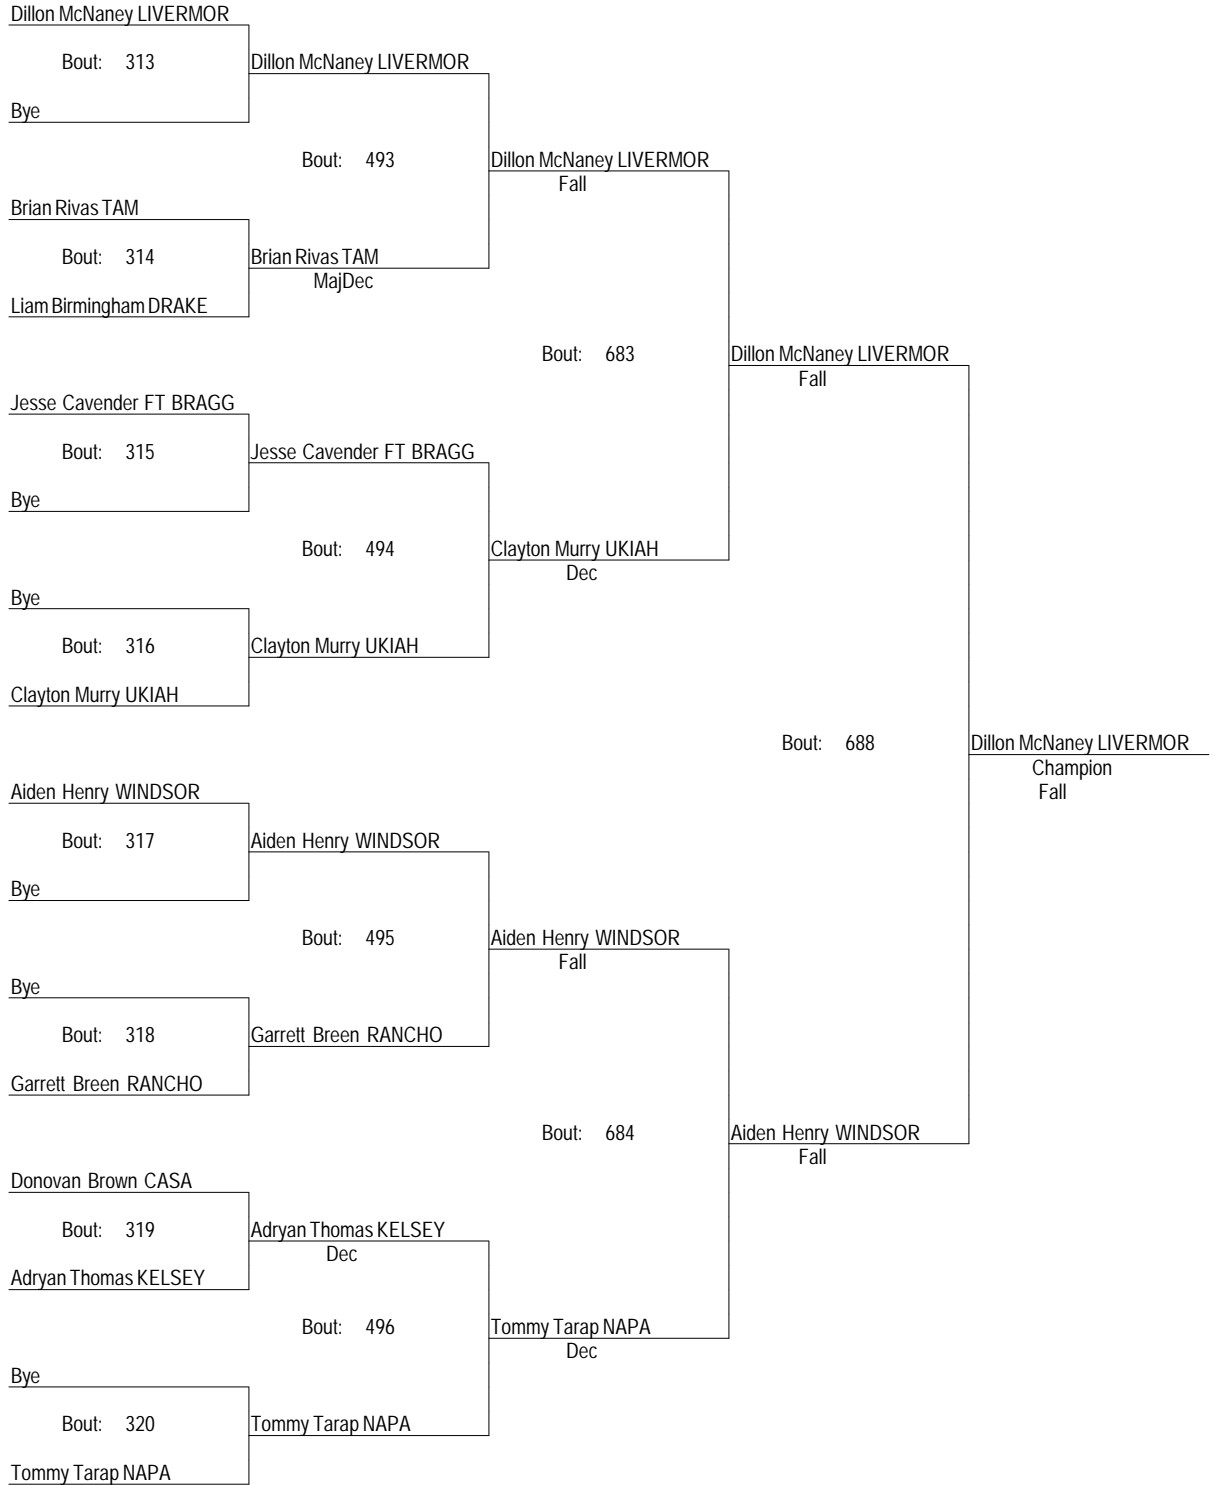 Dillon McNaney LIVERMOR
Bout: 313
Dillon McNaney LIVERMOR
Bye
Bout: 493
Dillon McNaney LIVERMOR
Fall
Brian Rivas TAM
Bout: 314
Brian Rivas TAM
MajDec
Liam Birmingham DRAKE
Bout: 683
Dillon McNaney LIVERMOR
Fall
Jesse Cavender FT BRAGG
Bout: 315
Jesse Cavender FT BRAGG
Bye
Bout: 494
Clayton Murry UKIAH
Dec
Bye
Bout: 316
Clayton Murry UKIAH
Clayton Murry UKIAH
Bout: 688
Dillon McNaney LIVERMOR
Champion
Fall
Aiden Henry WINDSOR
Bout: 317
Aiden Henry WINDSOR
Bye
Bout: 495
Aiden Henry WINDSOR
Fall
Bye
Bout: 318
Garrett Breen RANCHO
Garrett Breen RANCHO
Bout: 684
Aiden Henry WINDSOR
Fall
Donovan Brown CASA
Bout: 319
Adryan Thomas KELSEY
Dec
Adryan Thomas KELSEY
Bout: 496
Tommy Tarap NAPA
Dec
Bye
Bout: 320
Tommy Tarap NAPA
Tommy Tarap NAPA